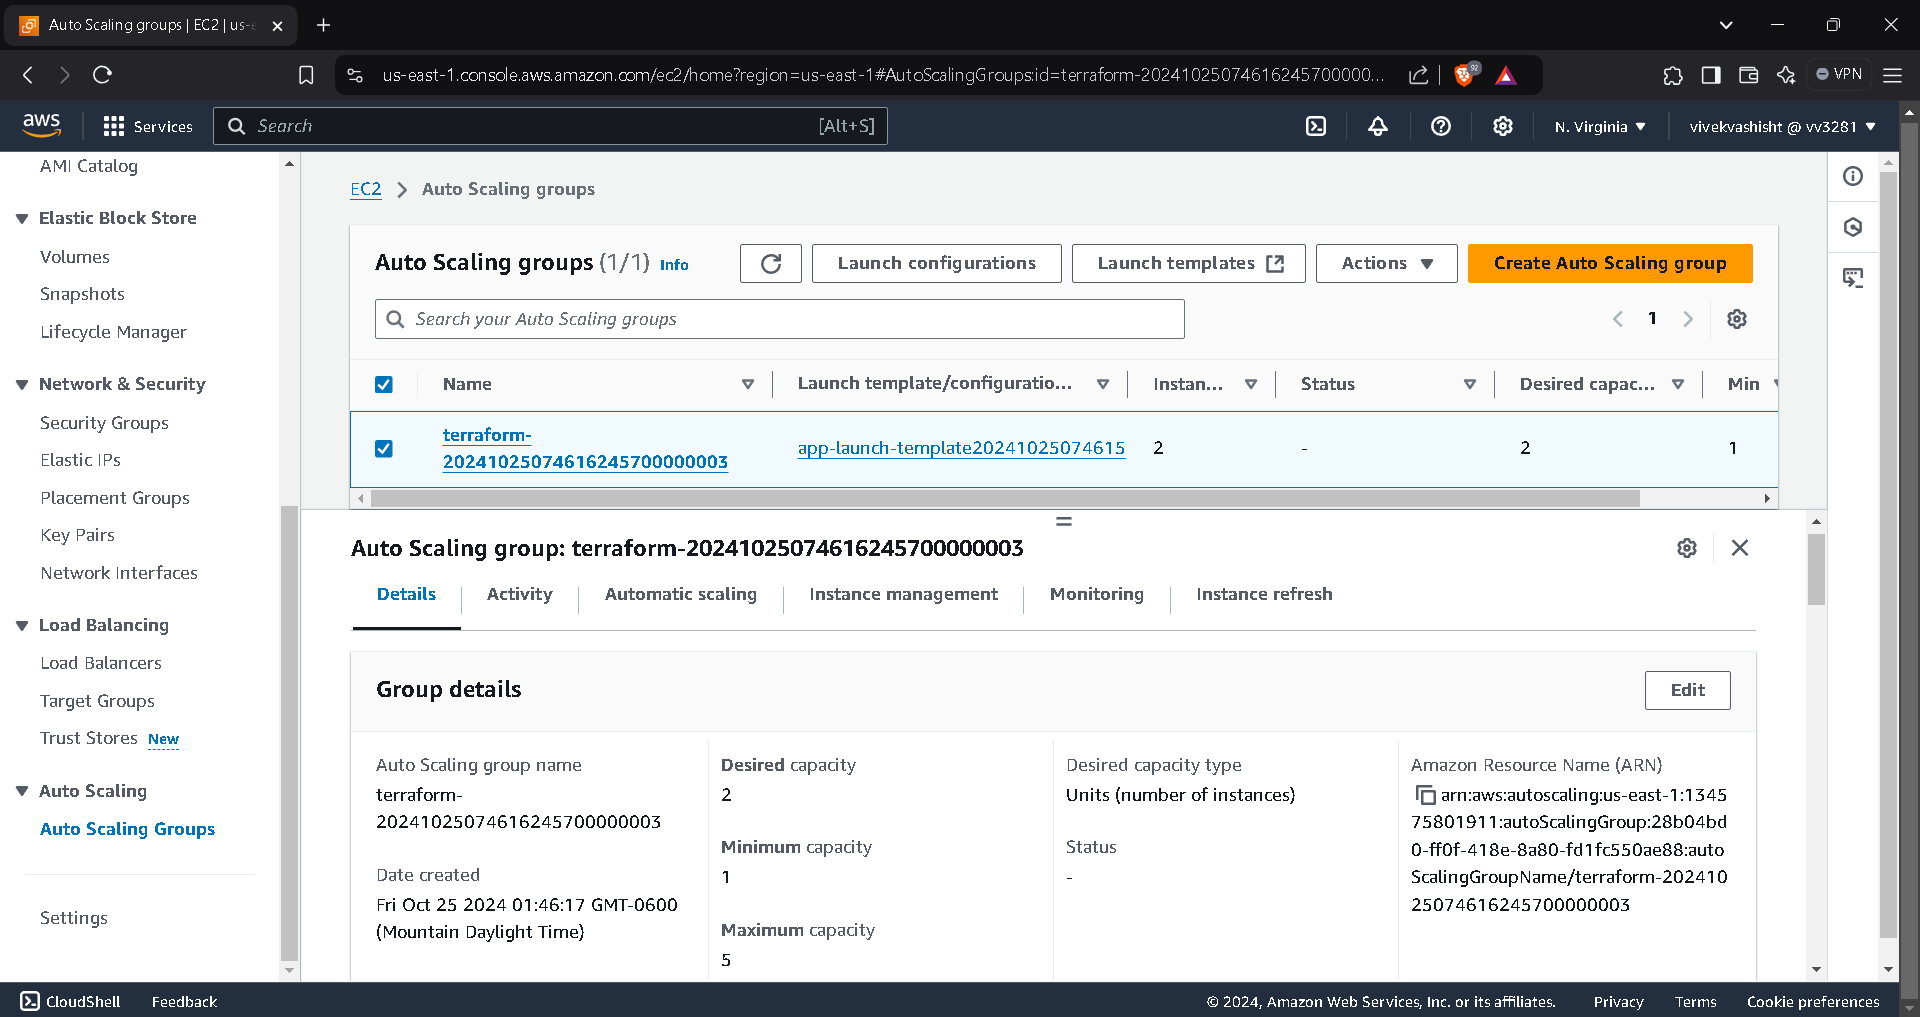 Auto Scaling groups | EC2 | us-e
us-east-1.console.aws.amazon.com/ec2/home?region=us-east-1#AutoScalingGroups:id=terraform-20241025074616245700000...
92
VPN
aws
Services
Search
[Alt+S]
N. Virginia
vivekvashisht @ vv3281
AMI Catalog
Elastic Block Store
Volumes
Snapshots
Lifecycle Manager
Network & Security
Security Groups
Elastic IPs
Placement Groups
Key Pairs
Network Interfaces
Load Balancing
Load Balancers
Target Groups
Trust Stores New
Auto Scaling
Auto Scaling Groups
Settings
EC2 > Auto Scaling groups
Auto Scaling groups (1/1) Info
Launch configurations
Launch templates
Actions
Create Auto Scaling group
Search your Auto Scaling groups
1
Name
Launch template/configuratio...
Instan...
Status
Desired capac...
Min
terraform-
20241025074616245700000003
app-launch-template20241025074615
2
-
2
1
Auto Scaling group: terraform-20241025074616245700000003
Details
Activity
Automatic scaling
Instance management
Monitoring
Instance refresh
Group details
Edit
Auto Scaling group name
terraform-
20241025074616245700000003
Date created
Fri Oct 25 2024 01:46:17 GMT-0600
(Mountain Daylight Time)
Desired capacity
2
Minimum capacity
1
Maximum capacity
5
Desired capacity type
Units (number of instances)
Status
-
Amazon Resource Name (ARN)
arn:aws:autoscaling:us-east-1:1345
75801911:autoScalingGroup:28b04bd
0-ff0f-418e-8a80-fd1fc550ae88:auto
ScalingGroupName/terraform-202410
25074616245700000003
CloudShell
Feedback
© 2024, Amazon Web Services, Inc. or its affiliates.
Privacy
Terms
Cookie preferences